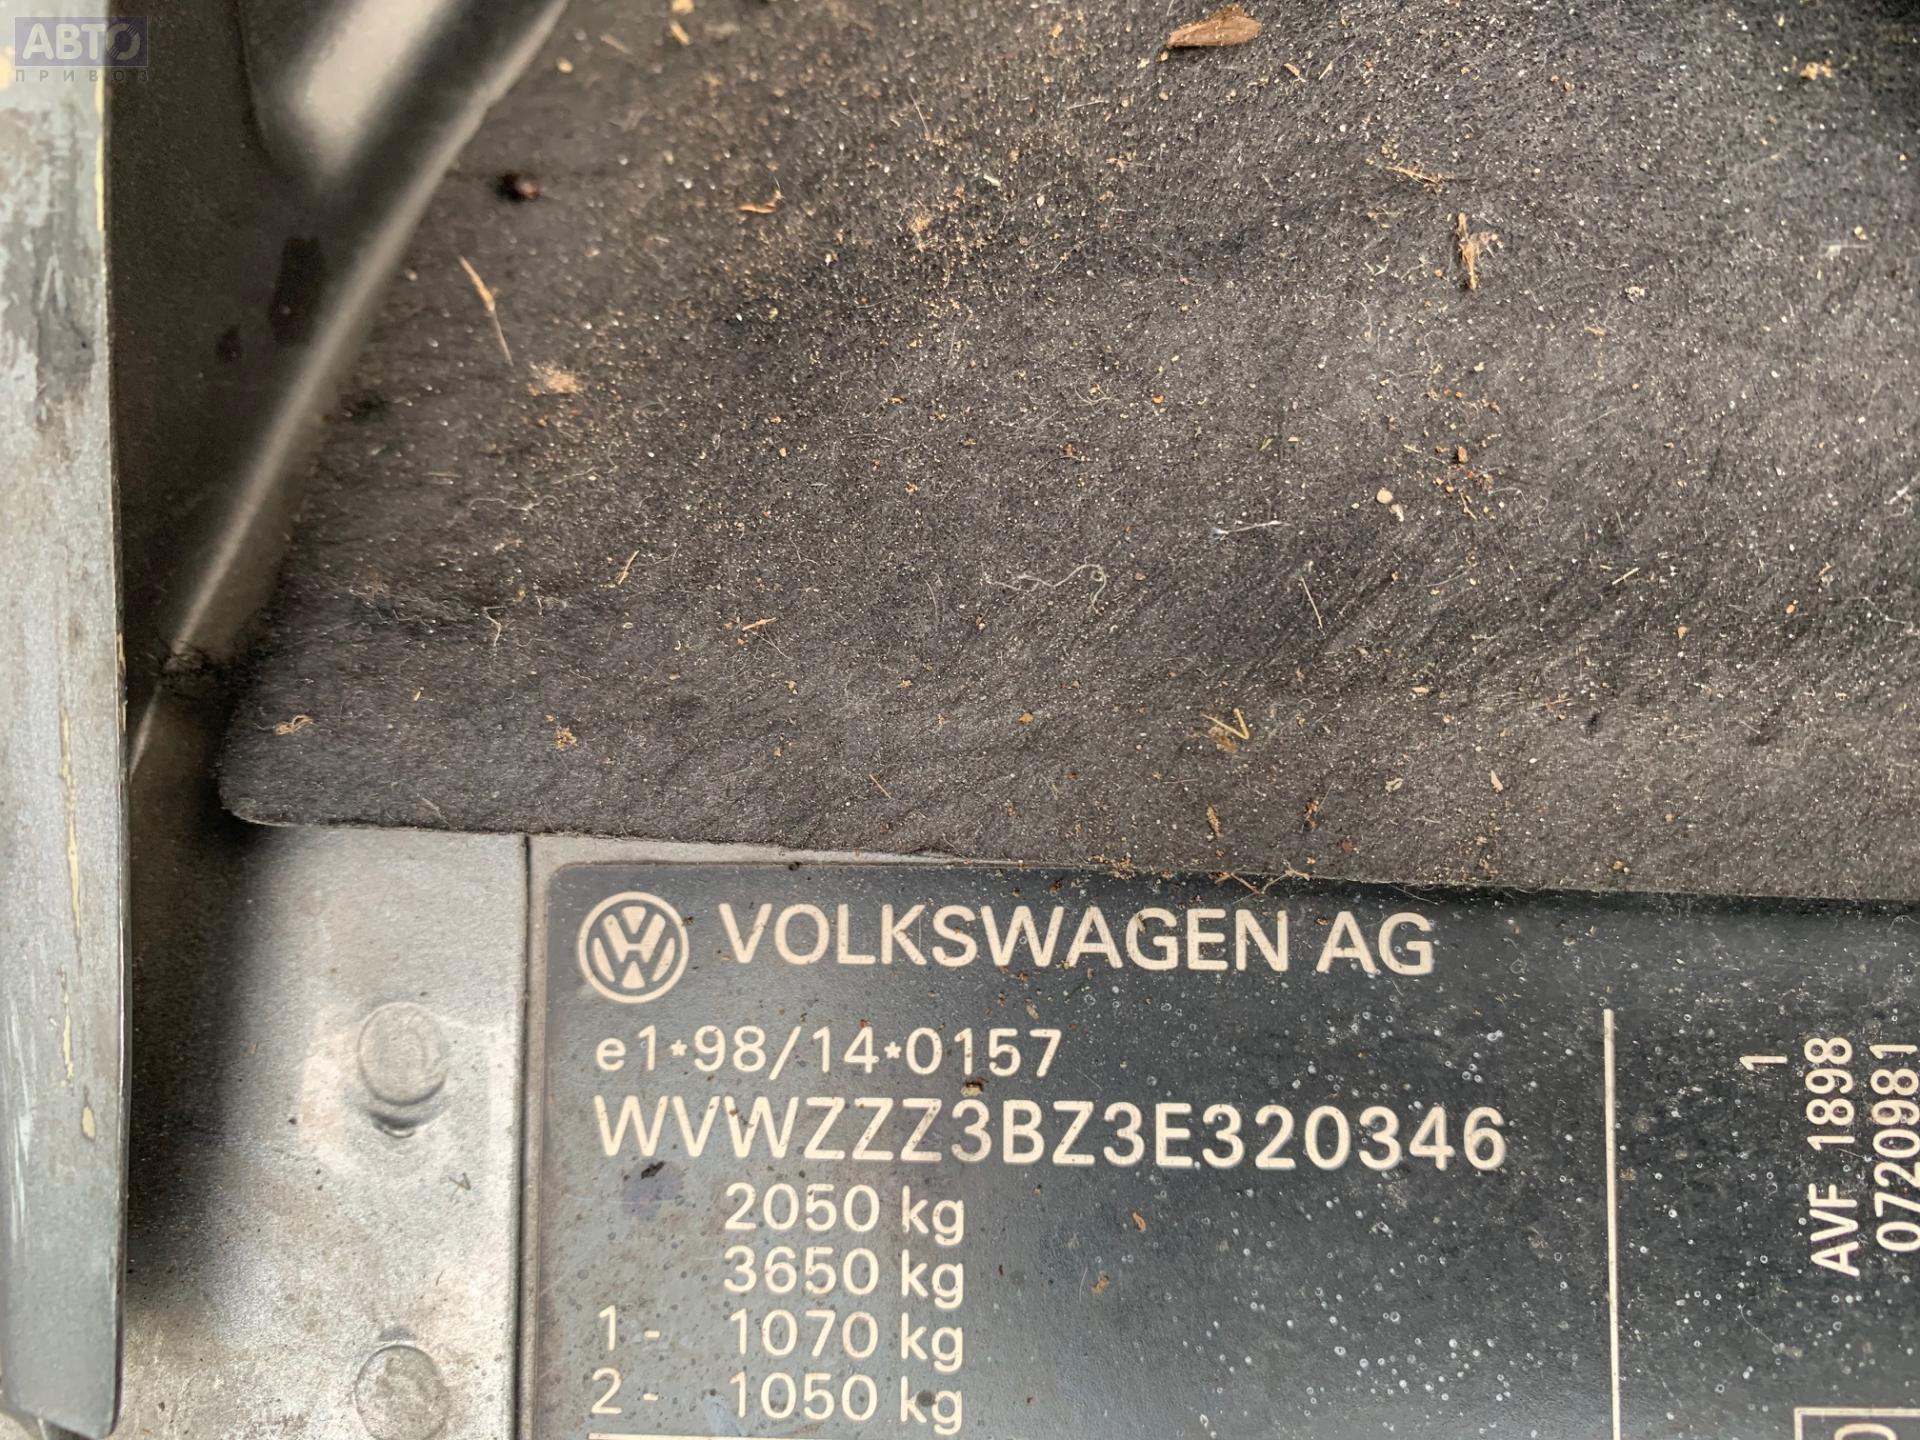 АВТО
ПРИВОЗ
VOLKSWAGEN AG
e1*98/14*0157
WVWZZZ3BZ3E320346
2050 kg
3650 kg
1 - 1070 kg
2 - 1050 kg
1
AVF 1898
0720981